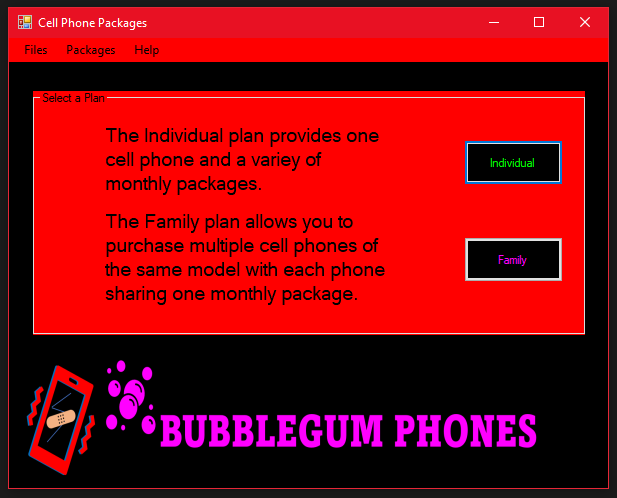 Cell Phone Packages
Files Packages Help
Select a Plan
The Individual plan provides one
cell phone and a variey of
monthly packages.
Individual
The Family plan allows you to
purchase multiple cell phones of
the same model with each phone
sharing one monthly package.
Family
BUBBLEGUM PHONES